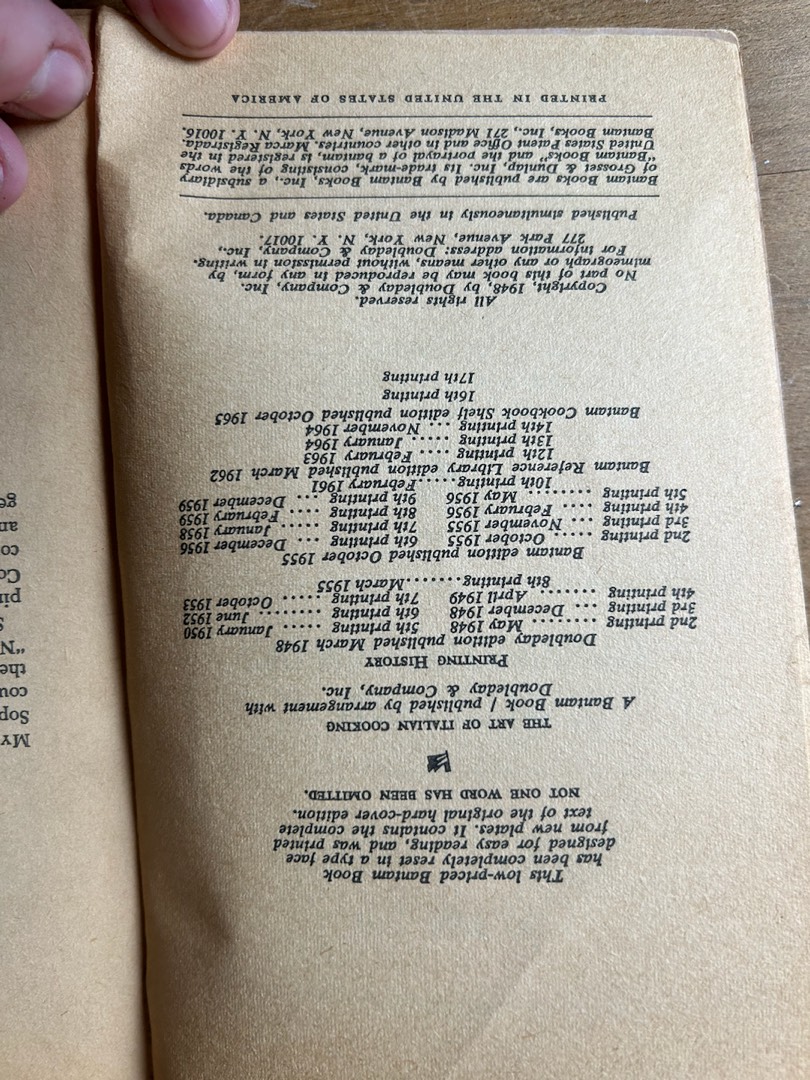 This low-priced Bantam Book
has been completely reset in a type face
designed for easy reading, and was printed
from new plates. It contains the complete
text of the original hard-cover edition.
NOT ONE WORD HAS BEEN OMITTED.
THE ART OF ITALIAN COOKING
A Bantam Book / published by arrangement with
Doubleday & Company, Inc.
PRINTING HISTORY
Doubleday edition published March 1948
2nd printing ....... May 1948 5th printing ..... January 1950
3rd printing ... December 1948 6th printing ........ June 1952
4th printing ....... April 1949 7th printing ..... October 1953
8th printing.......March 1955
Bantam edition published October 1955
2nd printing ..... October 1955 6th printing ... December 1956
3rd printing ... November 1955 7th printing .... January 1958
4th printing .... February 1956 8th printing ... February 1959
5th printing ........ May 1956 9th printing ... December 1959
10th printing.....February 1961
Bantam Reference Library edition published March 1962
12th printing .... February 1963
13th printing ..... January 1964
14th printing ... November 1964
Bantam Cookbook Shelf edition published October 1965
16th printing
17th printing
All rights reserved.
Copyright, 1948, by Doubleday & Company, Inc.
No part of this book may be reproduced in any form, by
mimeograph or any other means, without permission in writing.
For information address: Doubleday & Company, Inc.,
277 Park Avenue, New York, N. Y. 10017.
Published simultaneously in the United States and Canada.
Bantam Books are published by Bantam Books, Inc., a subsidiary
of Grosset & Dunlap, Inc. Its trade-mark, consisting of the words
"Bantam Books" and the portrayal of a bantam, is registered in the
United States Patent Office and in other countries. Marca Registrada.
Bantam Books, Inc., 271 Madison Avenue, New York, N. Y. 10016.
PRINTED IN THE UNITED STATES OF AMERICA
My
the